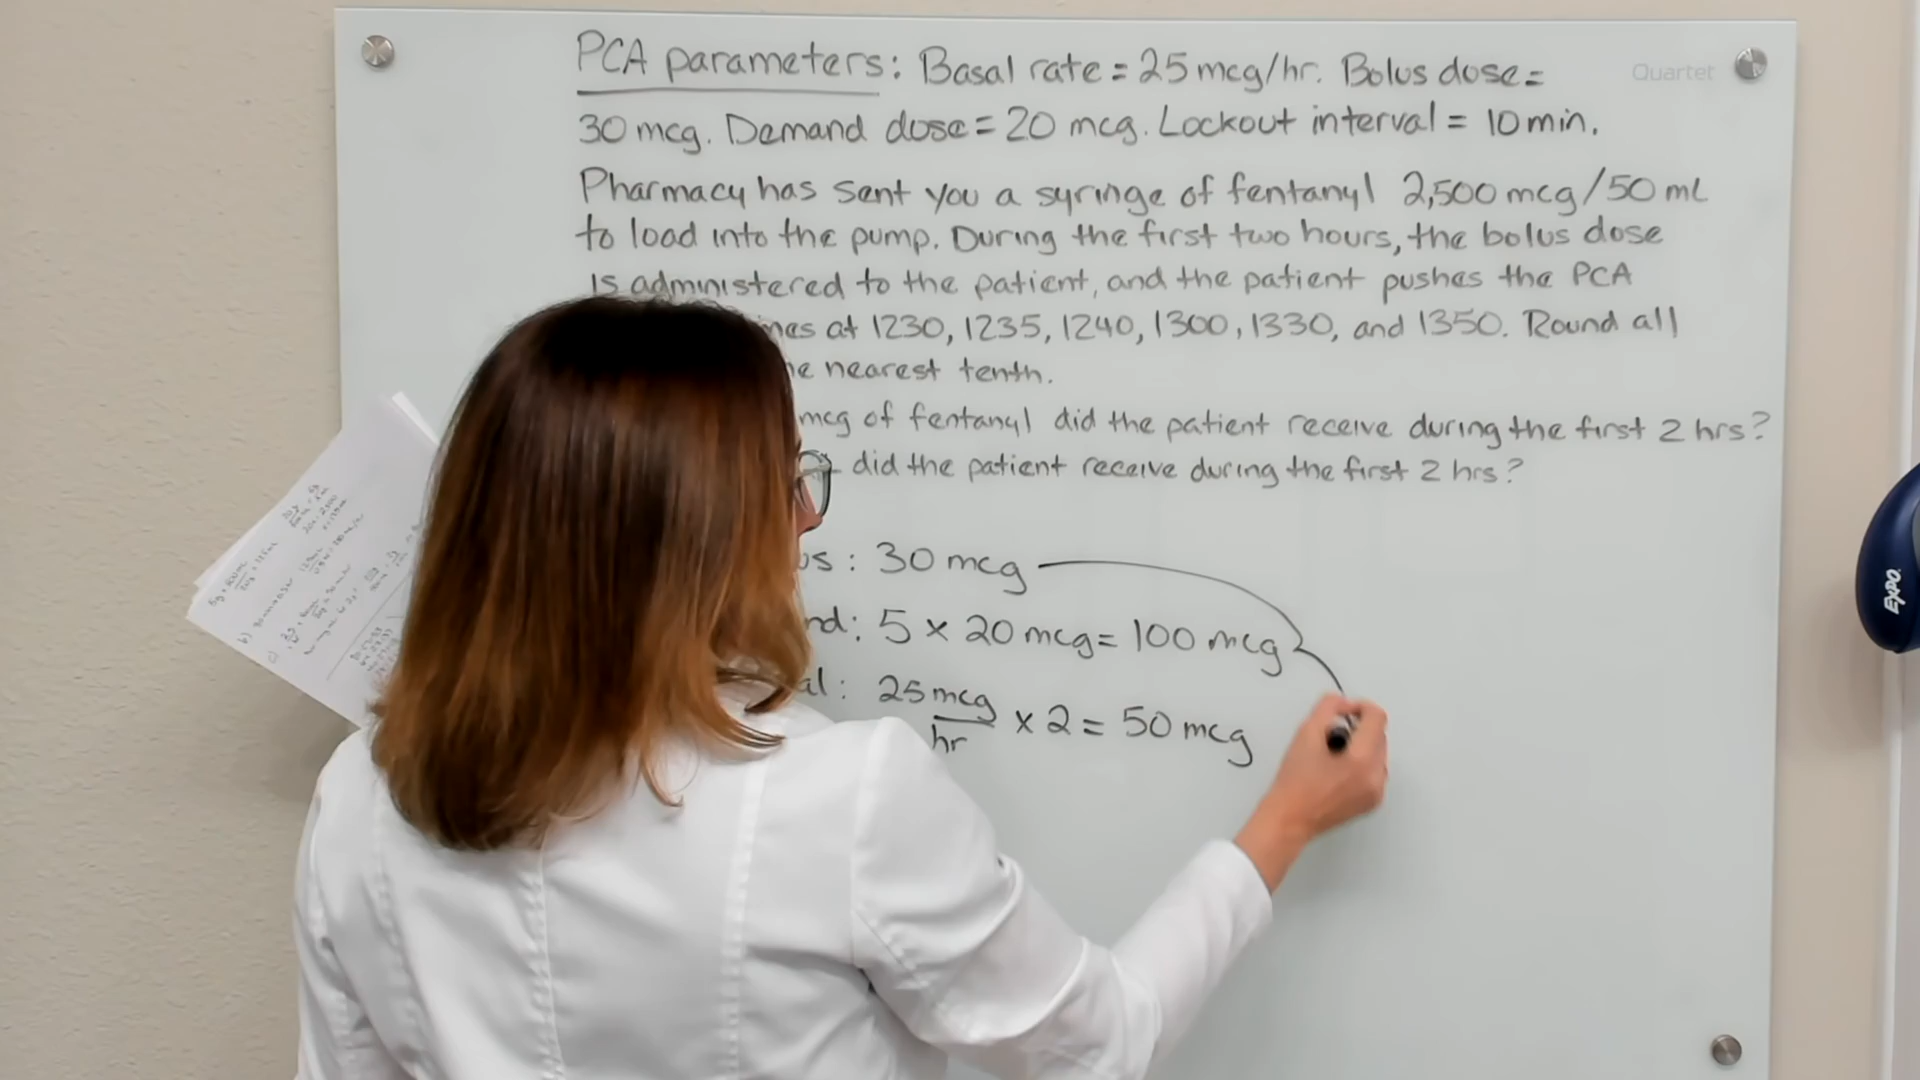 PCA parameters: Basal rate = 25 mcg/hr. Bolus dose =
Quartet
30 mcg. Demand dose = 20 mcg. Lockout interval = 10 min.
Pharmacy has sent you a syringe of fentanyl 2,500 mcg/50 mL
to load into the pump. During the first two hours, the bolus dose
is administered to the patient, and the patient pushes the PCA
at 1230, 1235, 1240, 1300, 1330, and 1350. Round all
nearest tenth.
mcg of fentanyl did the patient receive during the first 2 hrs?
did the patient receive during the first 2 hrs?
: 30 mcg
: 5 x 20 mcg = 100 mcg
: 25 mcg/hr x 2 = 50 mcg
EXPO